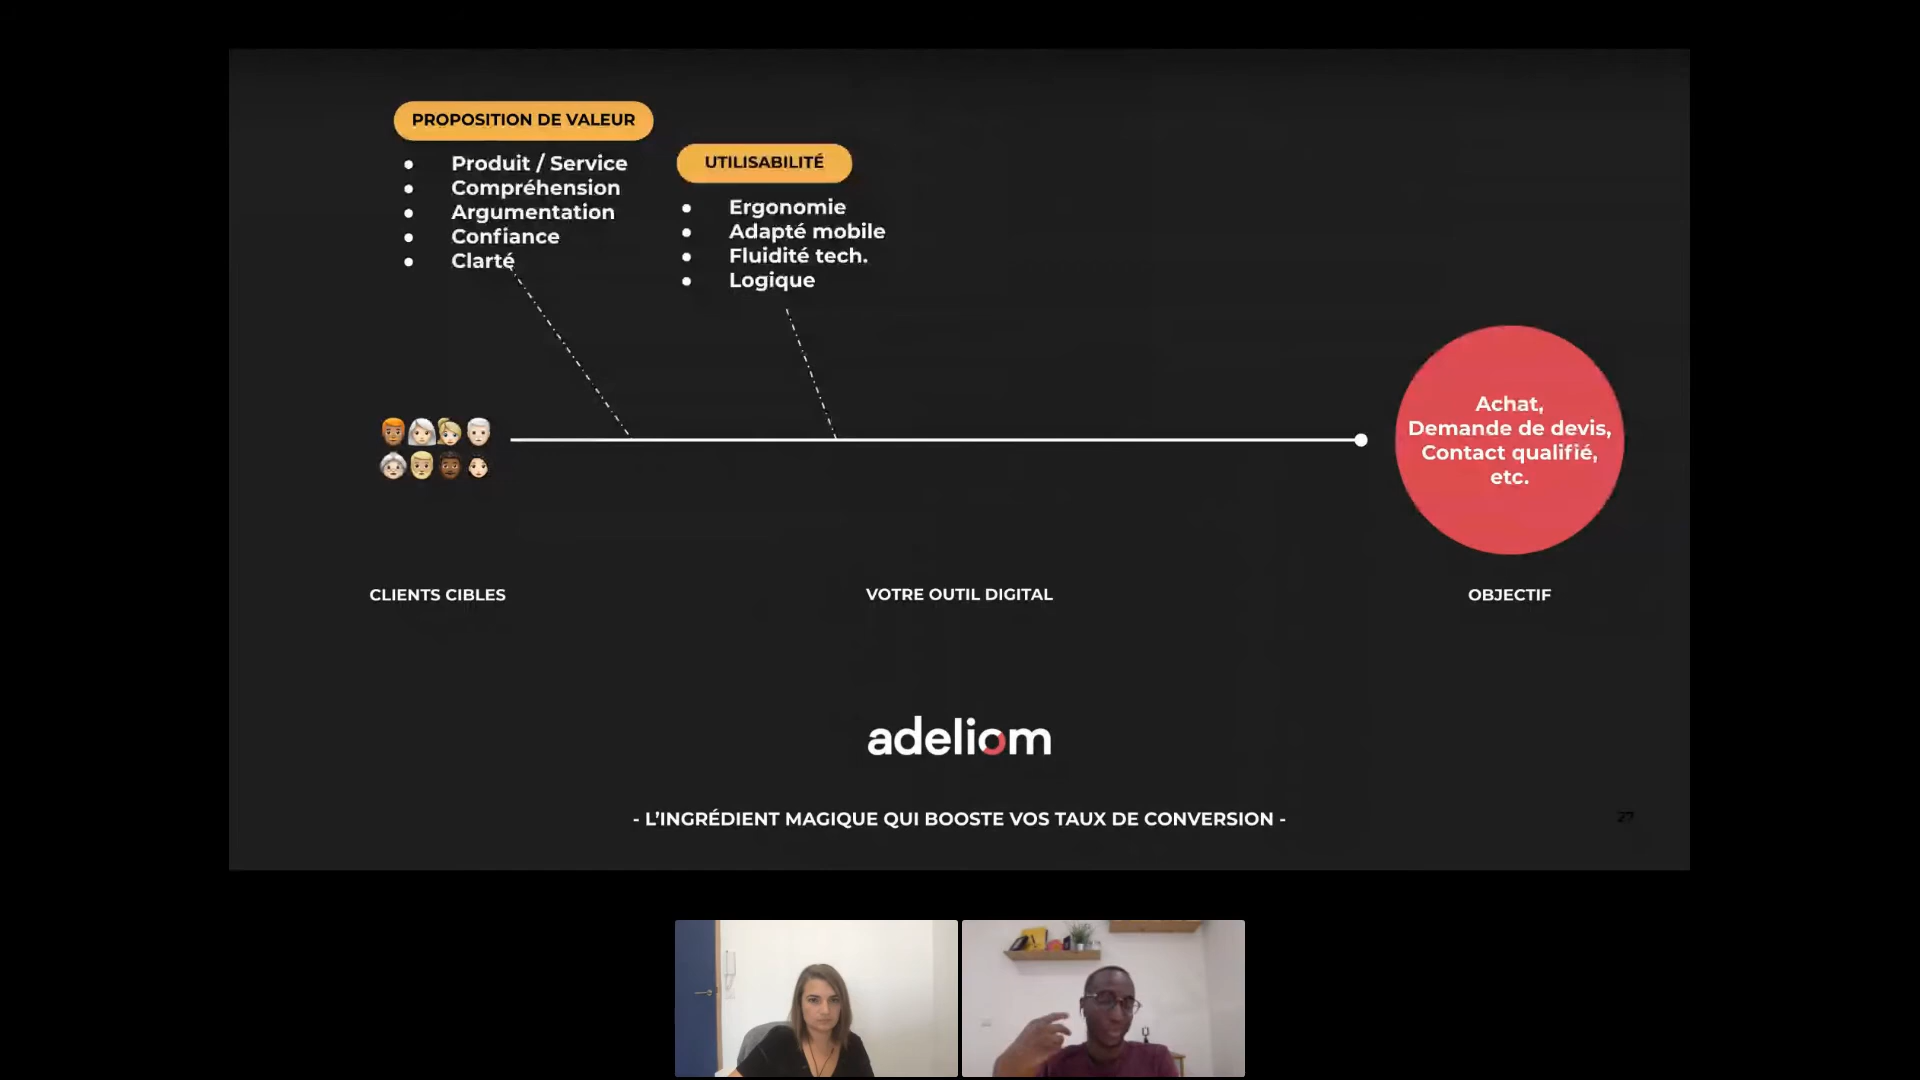 PROPOSITION DE VALEUR
● Produit / Service
● Compréhension
● Argumentation
● Confiance
● Clarté
UTILISABILITÉ
● Ergonomie
● Adapté mobile
● Fluidité tech.
● Logique
Achat,
Demande de devis,
Contact qualifié,
etc.
CLIENTS CIBLES
VOTRE OUTIL DIGITAL
OBJECTIF
adeliom
- L’INGRÉDIENT MAGIQUE QUI BOOSTE VOS TAUX DE CONVERSION -
27